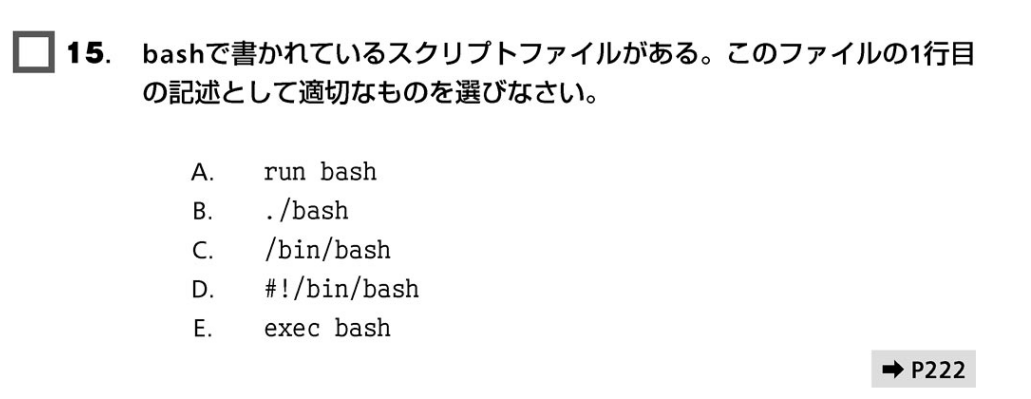 15. bashで書かれているスクリプトファイルがある。このファイルの1行目
の記述として適切なものを選びなさい。
A. run bash
B. ./bash
C. /bin/bash
D. #!/bin/bash
E. exec bash
➡ P222